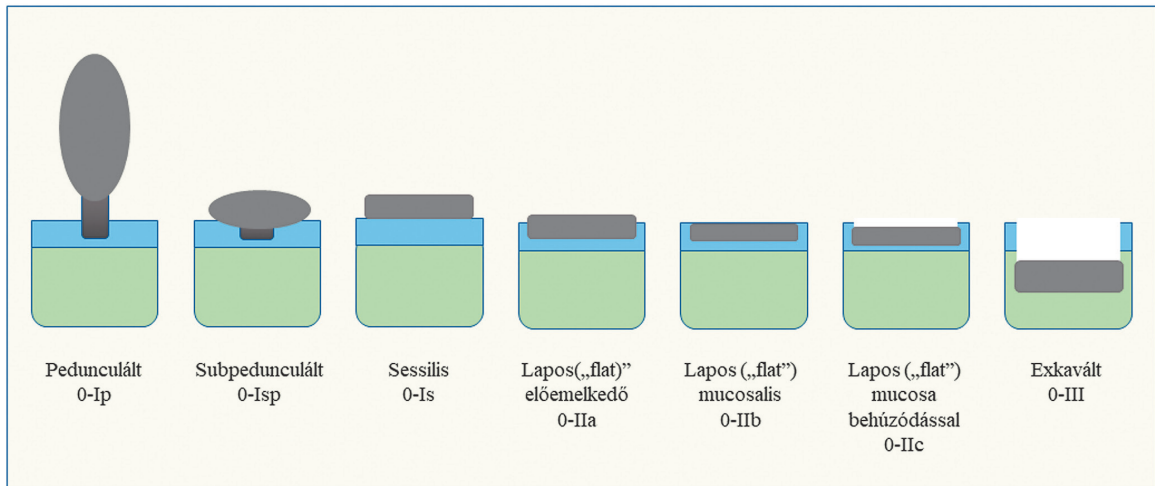 Pedunculált
0-Ip
Subpedunculált
0-Isp
Sessilis
0-Is
Lapos(„flat)”
előemelkedő
0-IIa
Lapos („flat”)
mucosalis
0-IIb
Lapos („flat”)
mucosa
behúzódással
0-IIc
Exkavált
0-III